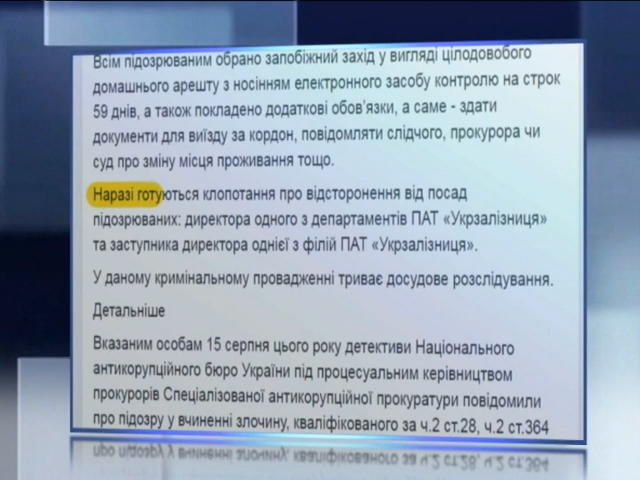 Всім підозрюваним обрано запобіжний захід у вигляді цілодобового
домашнього арешту з носінням електронного засобу контролю на строк
59 днів, а також покладено додаткові обов'язки, а саме - здати
документи для виїзду за кордон, повідомляти слідчого, прокурора чи
суд про зміну місця проживання тощо.
Наразі готуються клопотання про відсторонення від посад
підозрюваних: директора одного з департаментів ПАТ «Укрзалізниця»
та заступника директора однієї з філій ПАТ «Укрзалізниця».
У даному кримінальному провадженні триває досудове розслідування.
Детальніше
Вказаним особам 15 серпня цього року детективи Національного
антикорупційного бюро України під процесуальним керівництвом
прокурорів Спеціалізованої антикорупційної прокуратури повідомили
про підозру у вчиненні злочину, кваліфікованого за ч.2 ст.28, ч.2 ст.364